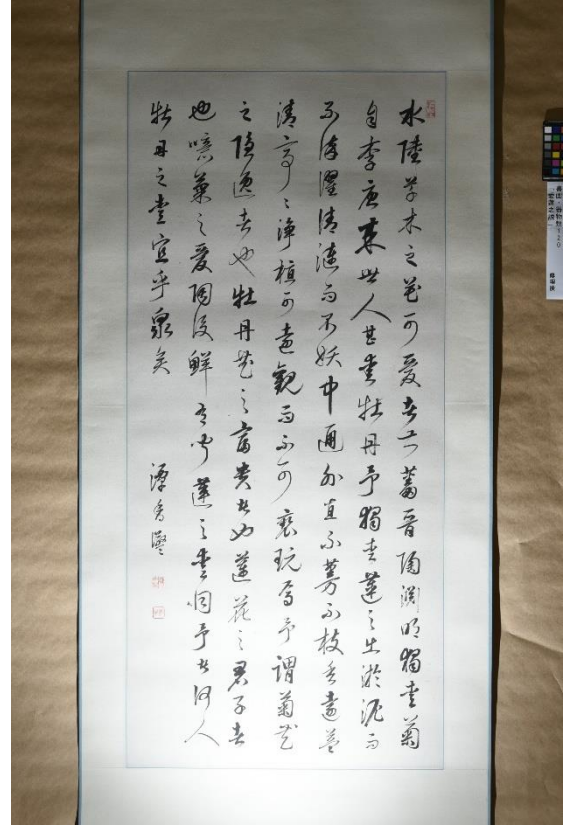 水陸草木之花可愛者甚蕃晉陶淵明獨愛菊
自李唐來世人甚愛牡丹予獨愛蓮之出淤泥而
不染濯清漣而不妖中通外直不蔓不枝香遠益
清亭々淨植可遠觀而不可褻玩焉予謂菊花
之隱逸者也牡丹花之富貴者也蓮花之君子者
也噫菊之愛陶後鮮有聞蓮之愛同予者何人
牡丹之愛宜乎眾矣